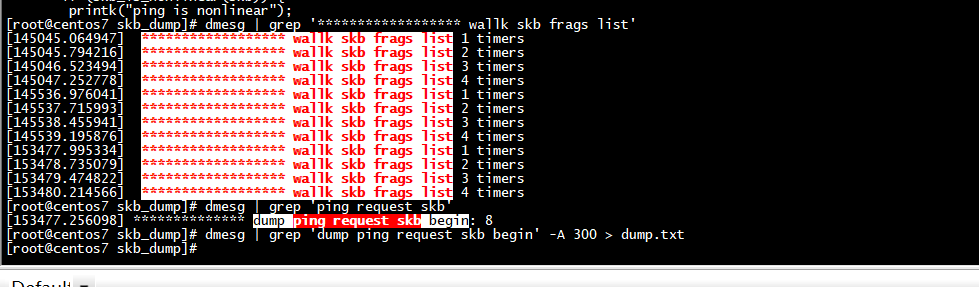 printk("ping is nonlinear");
[root@centos7 skb_dump]# dmesg | grep '****************** wallk skb frags list'
[145045.064947] ****************** wallk skb frags list 1 timers
[145045.794216] ****************** wallk skb frags list 2 timers
[145046.523494] ****************** wallk skb frags list 3 timers
[145047.252778] ****************** wallk skb frags list 4 timers
[145536.976041] ****************** wallk skb frags list 1 timers
[145537.715993] ****************** wallk skb frags list 2 timers
[145538.455941] ****************** wallk skb frags list 3 timers
[145539.195876] ****************** wallk skb frags list 4 timers
[153477.995334] ****************** wallk skb frags list 1 timers
[153478.735079] ****************** wallk skb frags list 2 timers
[153479.474822] ****************** wallk skb frags list 3 timers
[153480.214566] ****************** wallk skb frags list 4 timers
[root@centos7 skb_dump]# dmesg | grep 'ping request skb'
[153477.256098] ************** dump ping request skb begin: 8
[root@centos7 skb_dump]# dmesg | grep 'dump ping request skb begin' -A 300 > dump.txt
[root@centos7 skb_dump]#